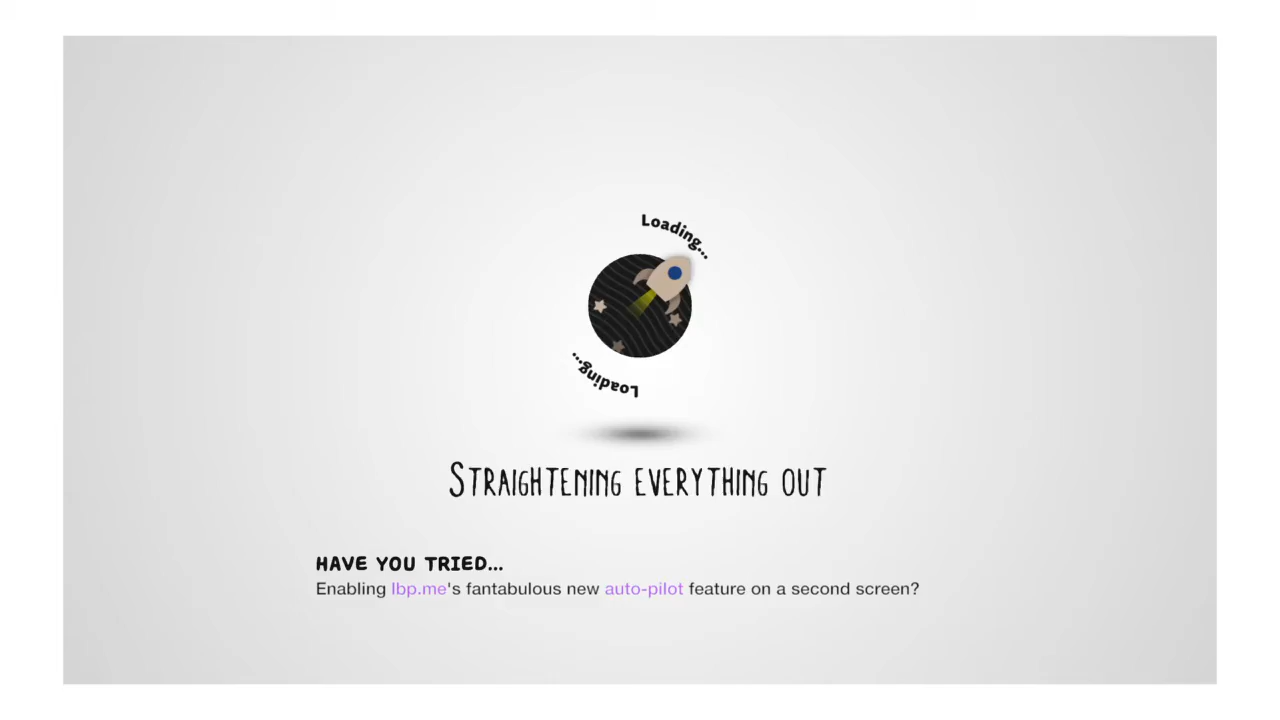 Loading...
Loading...
STRAIGHTENING EVERYTHING OUT
HAVE YOU TRIED...
Enabling lbp.me's fantabulous new auto-pilot feature on a second screen?